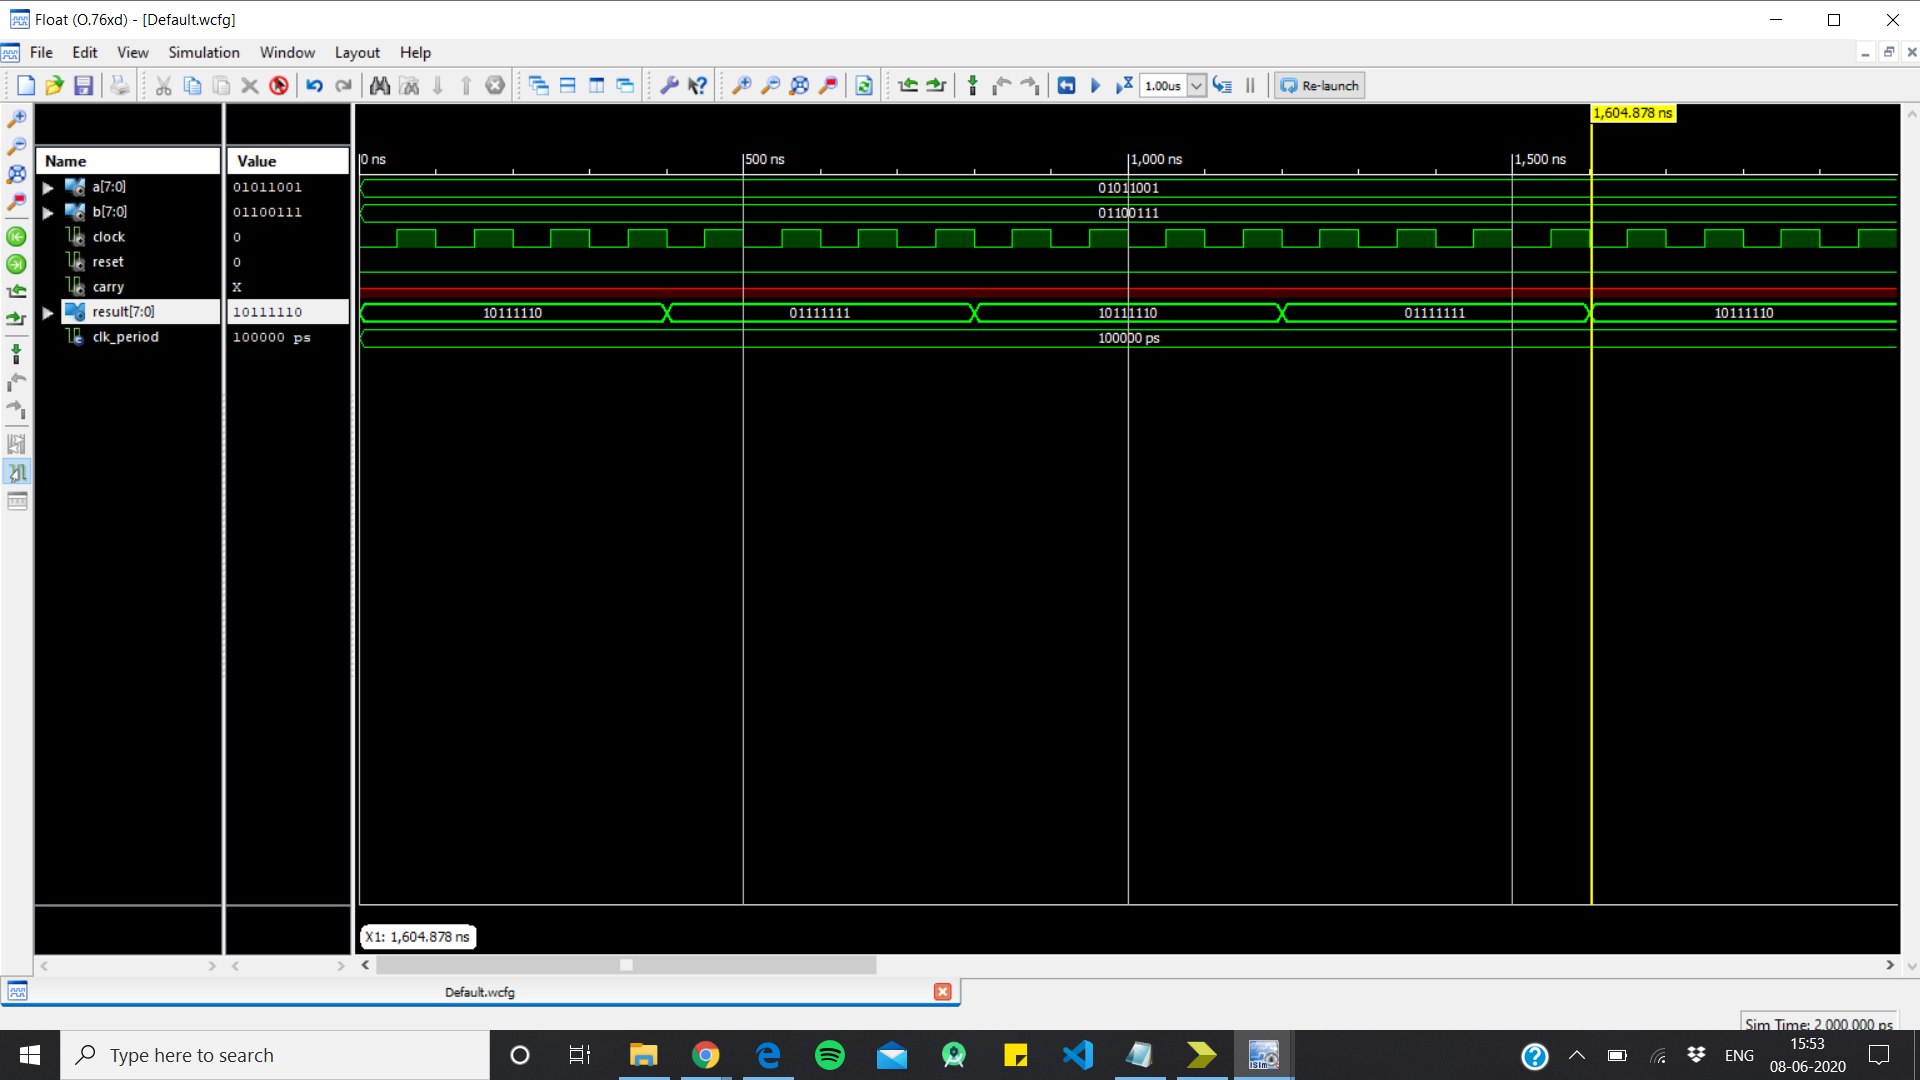 Float (O.76xd) - [Default.wcfg]
File Edit View Simulation Window Layout Help
1.00us Re-launch
1,604.878 ns
Name Value 0 ns 500 ns 1,000 ns 1,500 ns
a[7:0] 01011001 01011001
b[7:0] 01100111 01100111
clock 0
reset 0
carry X
result[7:0] 10111110 10111110 01111111 10111110 01111111 10111110
clk_period 100000 ps 100000 ps
X1: 1,604.878 ns
Default.wcfg
Sim Time: 2,000,000 ps
Type here to search ISim ENG 15:53
08-06-2020